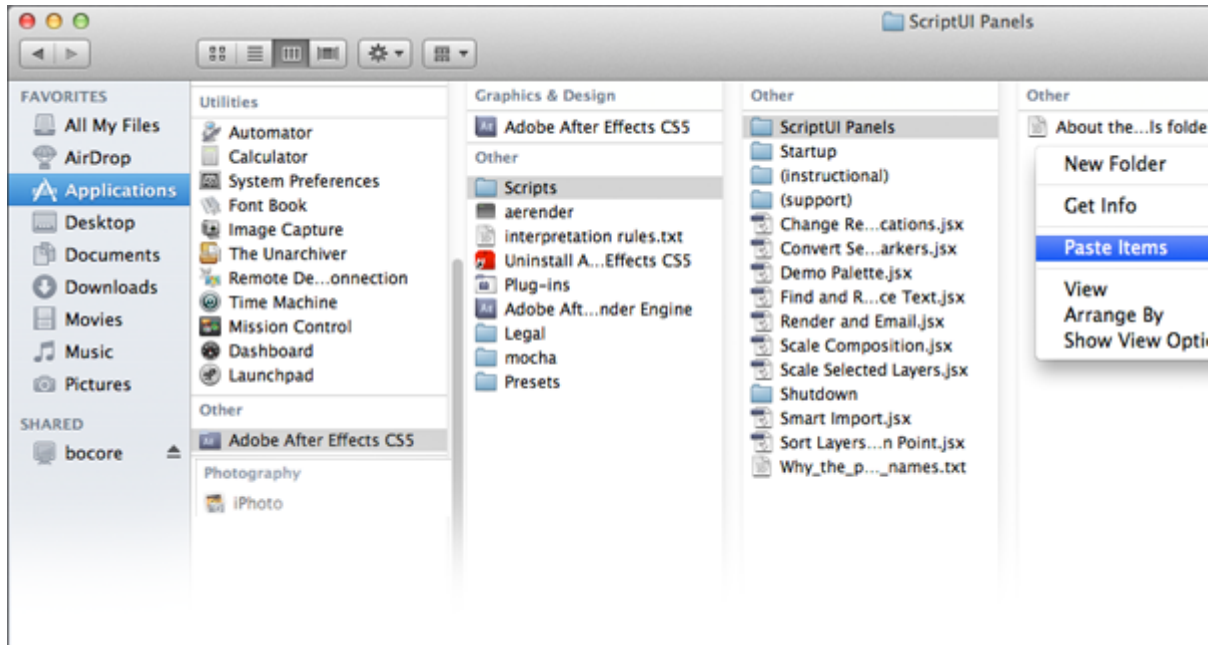 ScriptUI Panels
FAVORITES
All My Files
AirDrop
Applications
Desktop
Documents
Downloads
Movies
Music
Pictures
SHARED
bocore
Utilities
Automator
Calculator
System Preferences
Font Book
Image Capture
The Unarchiver
Remote De...onnection
Time Machine
Mission Control
Dashboard
Launchpad
Other
Adobe After Effects CS5
Photography
iPhoto
Graphics & Design
Adobe After Effects CS5
Other
Scripts
aerender
interpretation rules.txt
Uninstall A...Effects CS5
Plug-ins
Adobe Aft...nder Engine
Legal
mocha
Presets
Other
ScriptUI Panels
Startup
(instructional)
(support)
Change Re...cations.jsx
Convert Se...arkers.jsx
Demo Palette.jsx
Find and R...ce Text.jsx
Render and Email.jsx
Scale Composition.jsx
Scale Selected Layers.jsx
Shutdown
Smart Import.jsx
Sort Layers...n Point.jsx
Why_the_p..._names.txt
Other
About the...ls folde
New Folder
Get Info
Paste Items
View
Arrange By
Show View Optio